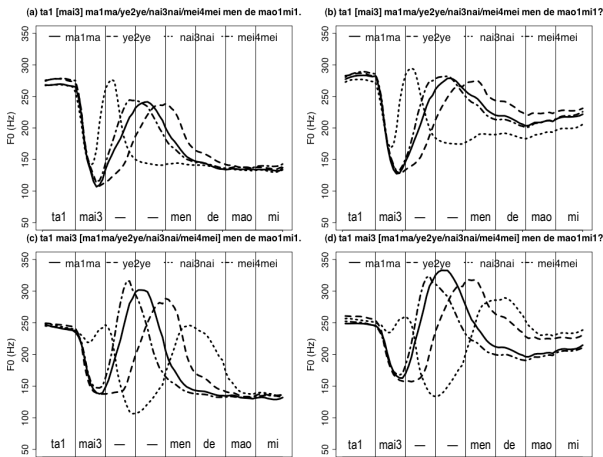 (a) ta1 [mai3] ma1ma/ye2ye/nai3nai/mei4mei men de mao1mi1.
(b) ta1 [mai3] ma1ma/ye2ye/nai3nai/mei4mei men de mao1mi1?
ma1ma ye2ye nai3nai mei4mei
ma1ma ye2ye nai3nai mei4mei
F0 (Hz)
350
300
250
200
150
100
50
F0 (Hz)
350
300
250
200
150
100
50
ta1 mai3 — — men de mao mi
ta1 mai3 — — men de mao mi
(c) ta1 mai3 [ma1ma/ye2ye/nai3nai/mei4mei] men de mao1mi1.
(d) ta1 mai3 [ma1ma/ye2ye/nai3nai/mei4mei] men de mao1mi1?
ma1ma ye2ye nai3nai mei4mei
ma1ma ye2ye nai3nai mei4mei
F0 (Hz)
350
300
250
200
150
100
50
F0 (Hz)
350
300
250
200
150
100
50
ta1 mai3 — — men de mao mi
ta1 mai3 — — men de mao mi